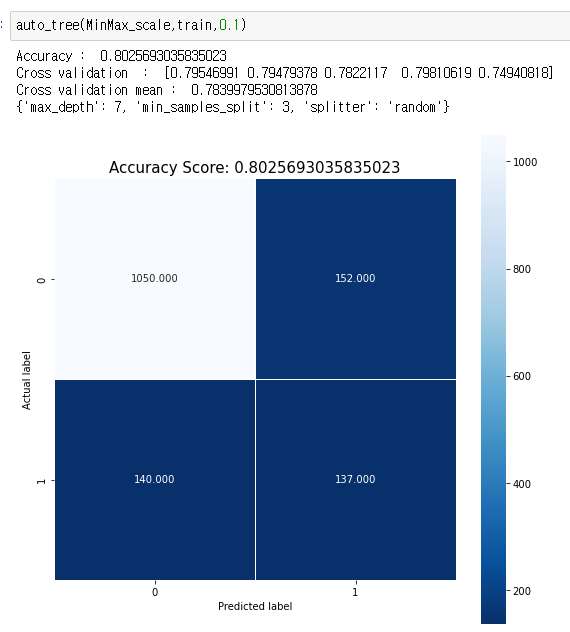 :
auto_tree(MinMax_scale,train,0.1)
Accuracy :  0.8025693035835023
Cross validation  :  [0.79546991 0.79479378 0.7822117  0.79810619 0.74940818]
Cross validation mean :  0.7839979530813878
{'max_depth': 7, 'min_samples_split': 3, 'splitter': 'random'}
Accuracy Score: 0.8025693035835023
1050.000
152.000
140.000
137.000
0
1
Actual label
0
1
Predicted label
1000
800
600
400
200